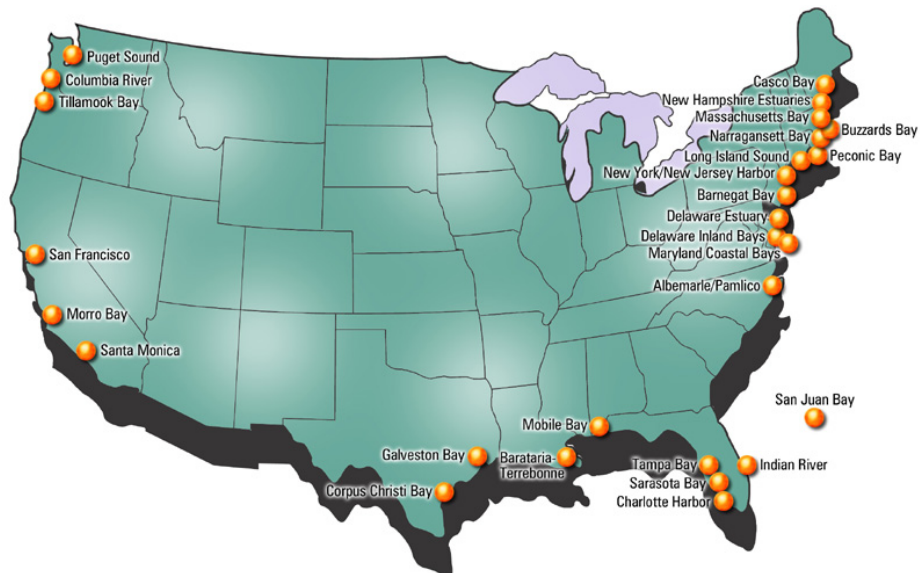 Puget Sound
Columbia River
Tillamook Bay
San Francisco
Morro Bay
Santa Monica
Casco Bay
New Hampshire Estuaries
Massachusetts Bay
Buzzards Bay
Narragansett Bay
Long Island Sound
Peconic Bay
New York/New Jersey Harbor
Barnegat Bay
Delaware Estuary
Delaware Inland Bays
Maryland Coastal Bays
Albemarle/Pamlico
San Juan Bay
Mobile Bay
Galveston Bay
Barataria-
Terrebonne
Corpus Christi Bay
Tampa Bay
Indian River
Sarasota Bay
Charlotte Harbor